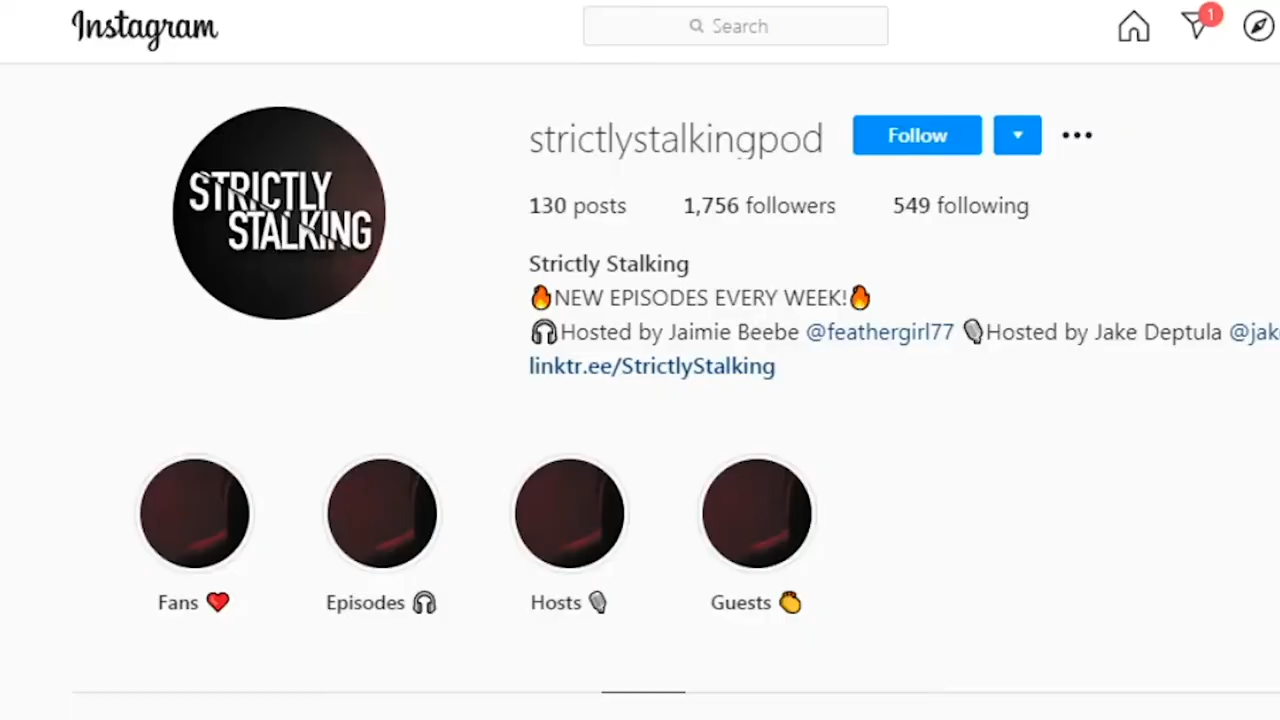 Instagram
Search
1
STRICTLY
STALKING
strictlystalkingpod
Follow
130 posts 1,756 followers 549 following
Strictly Stalking
🔥NEW EPISODES EVERY WEEK!🔥
🎧Hosted by Jaimie Beebe @feathergirl77 🎙Hosted by Jake Deptula @jak
linktr.ee/StrictlyStalking
Fans ❤️
Episodes 🎧
Hosts 🎙
Guests 👏